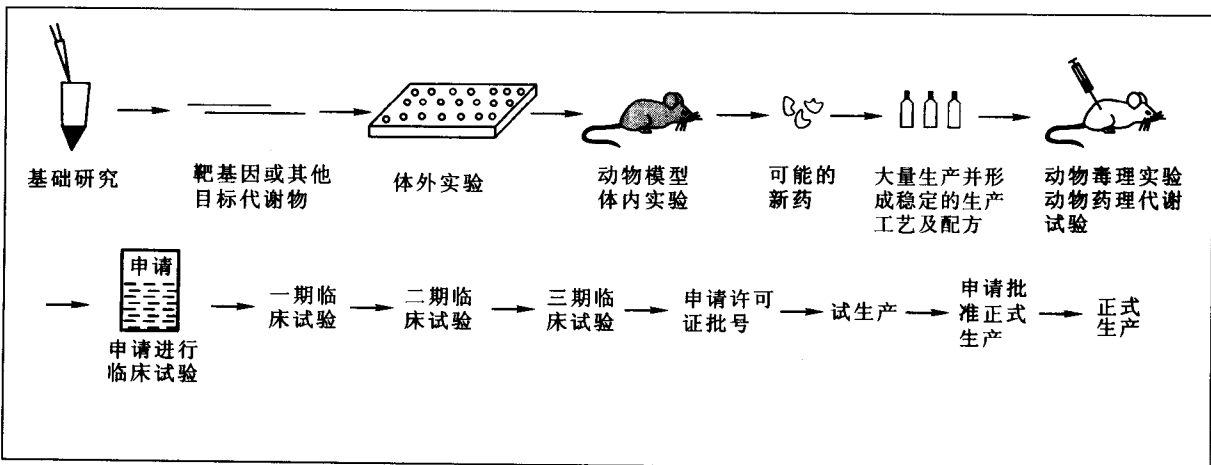 基础研究
靶基因或其他
目标代谢物
体外实验
动物模型
体内实验
可能的
新药
大量生产并形
成稳定的生产
工艺及配方
动物毒理实验
动物药理代谢
试验
申请
申请进行
临床试验
一期临
床试验
二期临
床试验
三期临
床试验
申请许可
证批号
试生产
申请批
准正式
生产
正式
生产